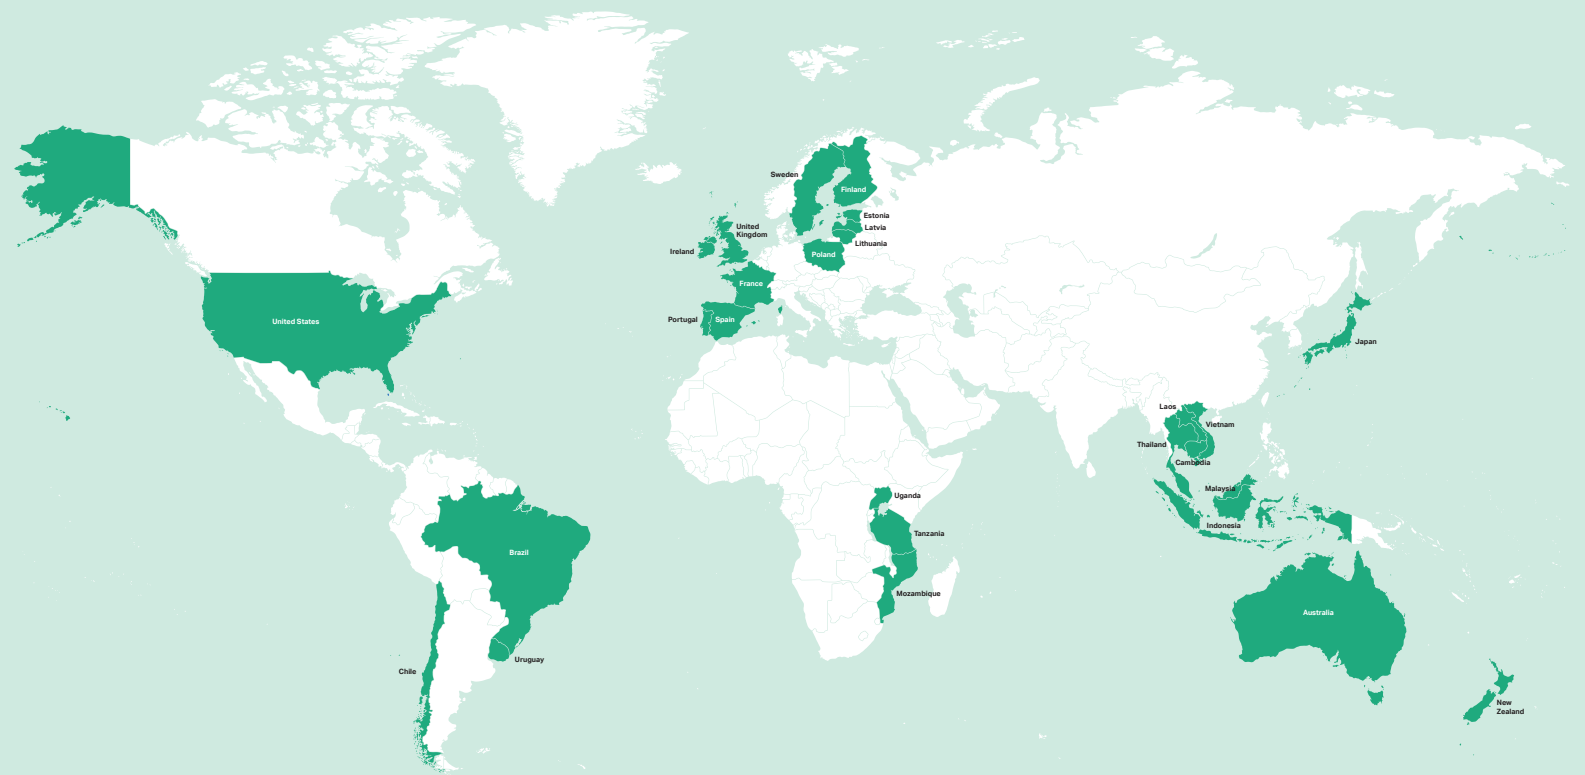 Sweden
Finland
Estonia
United
Kingdom
Latvia
Lithuania
Ireland
Poland
France
Portugal
Spain
United States
Japan
Laos
Vietnam
Thailand
Cambodia
Malaysia
Uganda
Indonesia
Tanzania
Brazil
Mozambique
Australia
Uruguay
Chile
New
Zealand